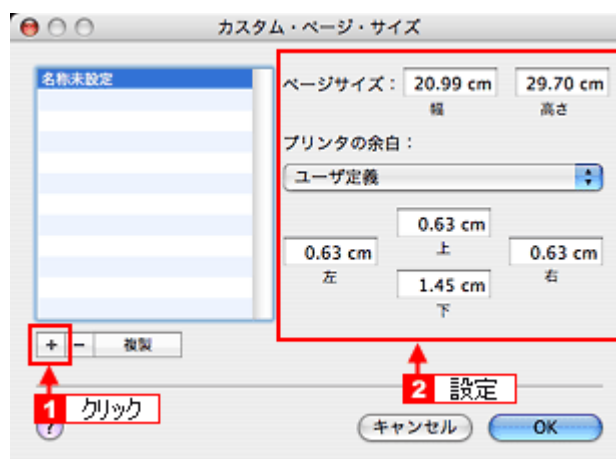 カスタム・ページ・サイズ
名称未設定
ページサイズ： 20.99 cm 29.70 cm
幅 高さ
プリンタの余白：
ユーザ定義
0.63 cm
上
0.63 cm 0.63 cm
左 右
1.45 cm
下
+ − 複製
1 クリック
2 設定
? キャンセル OK